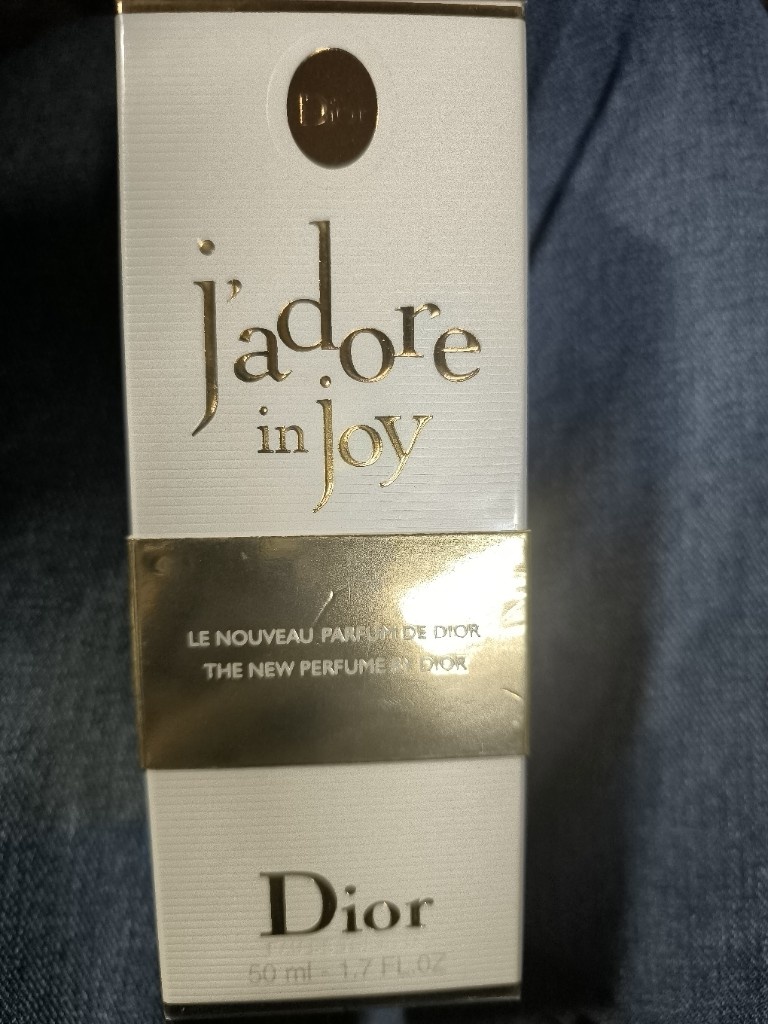 Dior
j'adore
in joy
LE NOUVEAU PARFUM DE DIOR
THE NEW PERFUME BY DIOR
Dior
50 ml - 1.7 FL.OZ